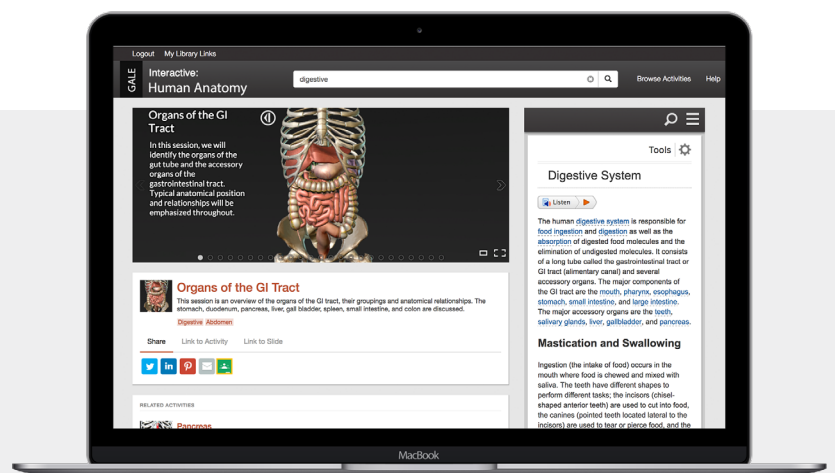 Logout My Library Links
GALE
Interactive:
Human Anatomy
digestive
Browse Activities Help
Organs of the GI
Tract
In this session, we will
identify the organs of the
gut tube and the accessory
organs of the
gastrointestinal tract.
Typical anatomical position
and relationships will be
emphasized throughout.
Organs of the GI Tract
This session is an overview of the organs of the GI tract, their groupings and anatomical relationships. The
stomach, duodenum, pancreas, liver, gall bladder, spleen, small intestine, and colon are discussed.
Digestive Abdomen
Share Link to Activity Link to Slide
RELATED ACTIVITIES
Pancreas
Tools
Digestive System
Listen
The human digestive system is responsible for
food ingestion and digestion as well as the
absorption of digested food molecules and the
elimination of undigested molecules. It consists
of a long tube called the gastrointestinal tract or
GI tract (alimentary canal) and several
accessory organs. The major components of
the GI tract are the mouth, pharynx, esophagus,
stomach, small intestine, and large intestine.
The major accessory organs are the teeth,
salivary glands, liver, gallbladder, and pancreas.
Mastication and Swallowing
Ingestion (the intake of food) occurs in the
mouth where food is chewed and mixed with
saliva. The teeth have different shapes to
perform different tasks; the incisors (chisel-
shaped anterior teeth) are used to cut into food,
the canines (pointed teeth located lateral to the
incisors) are used to tear or pierce food, and the
MacBook